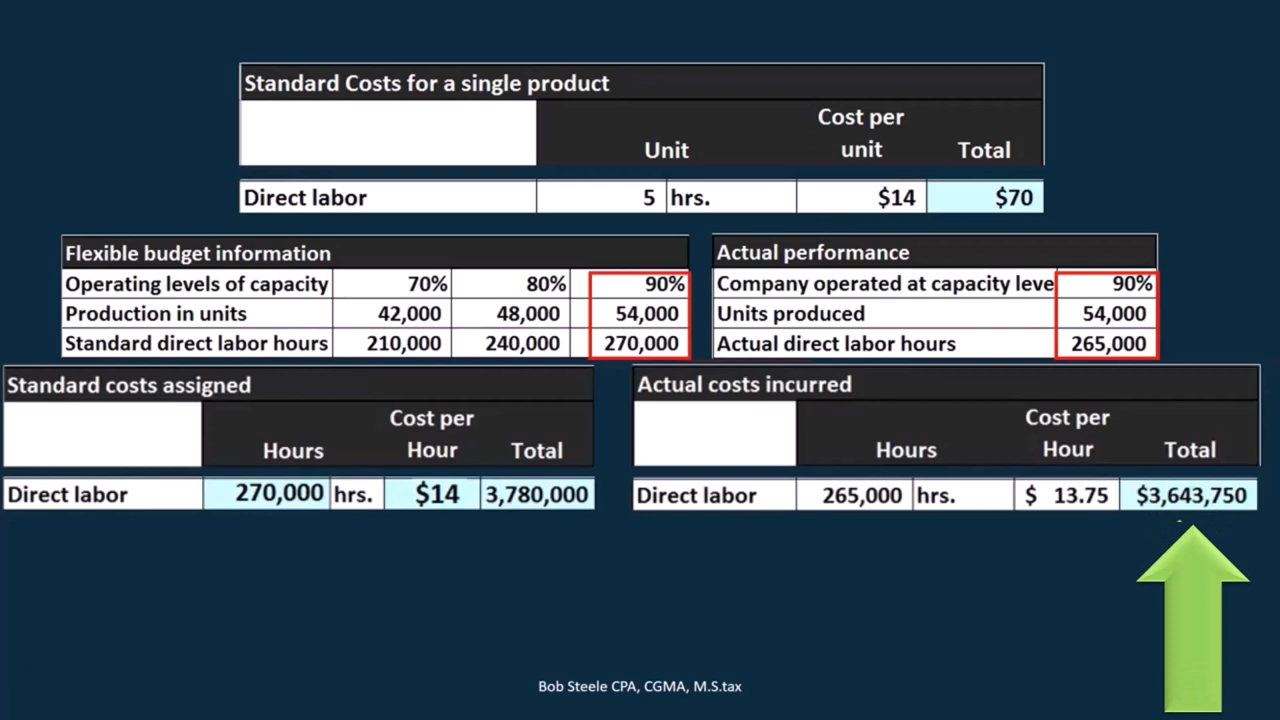 Standard Costs for a single product
Unit Cost per unit Total
Direct labor 5 hrs. $14 $70
Flexible budget information
Operating levels of capacity 70% 80% 90%
Production in units 42,000 48,000 54,000
Standard direct labor hours 210,000 240,000 270,000
Actual performance
Company operated at capacity leve 90%
Units produced 54,000
Actual direct labor hours 265,000
Standard costs assigned
Hours Cost per Hour Total
Direct labor 270,000 hrs. $14 3,780,000
Actual costs incurred
Hours Cost per Hour Total
Direct labor 265,000 hrs. $ 13.75 $3,643,750
Bob Steele CPA, CGMA, M.S.tax